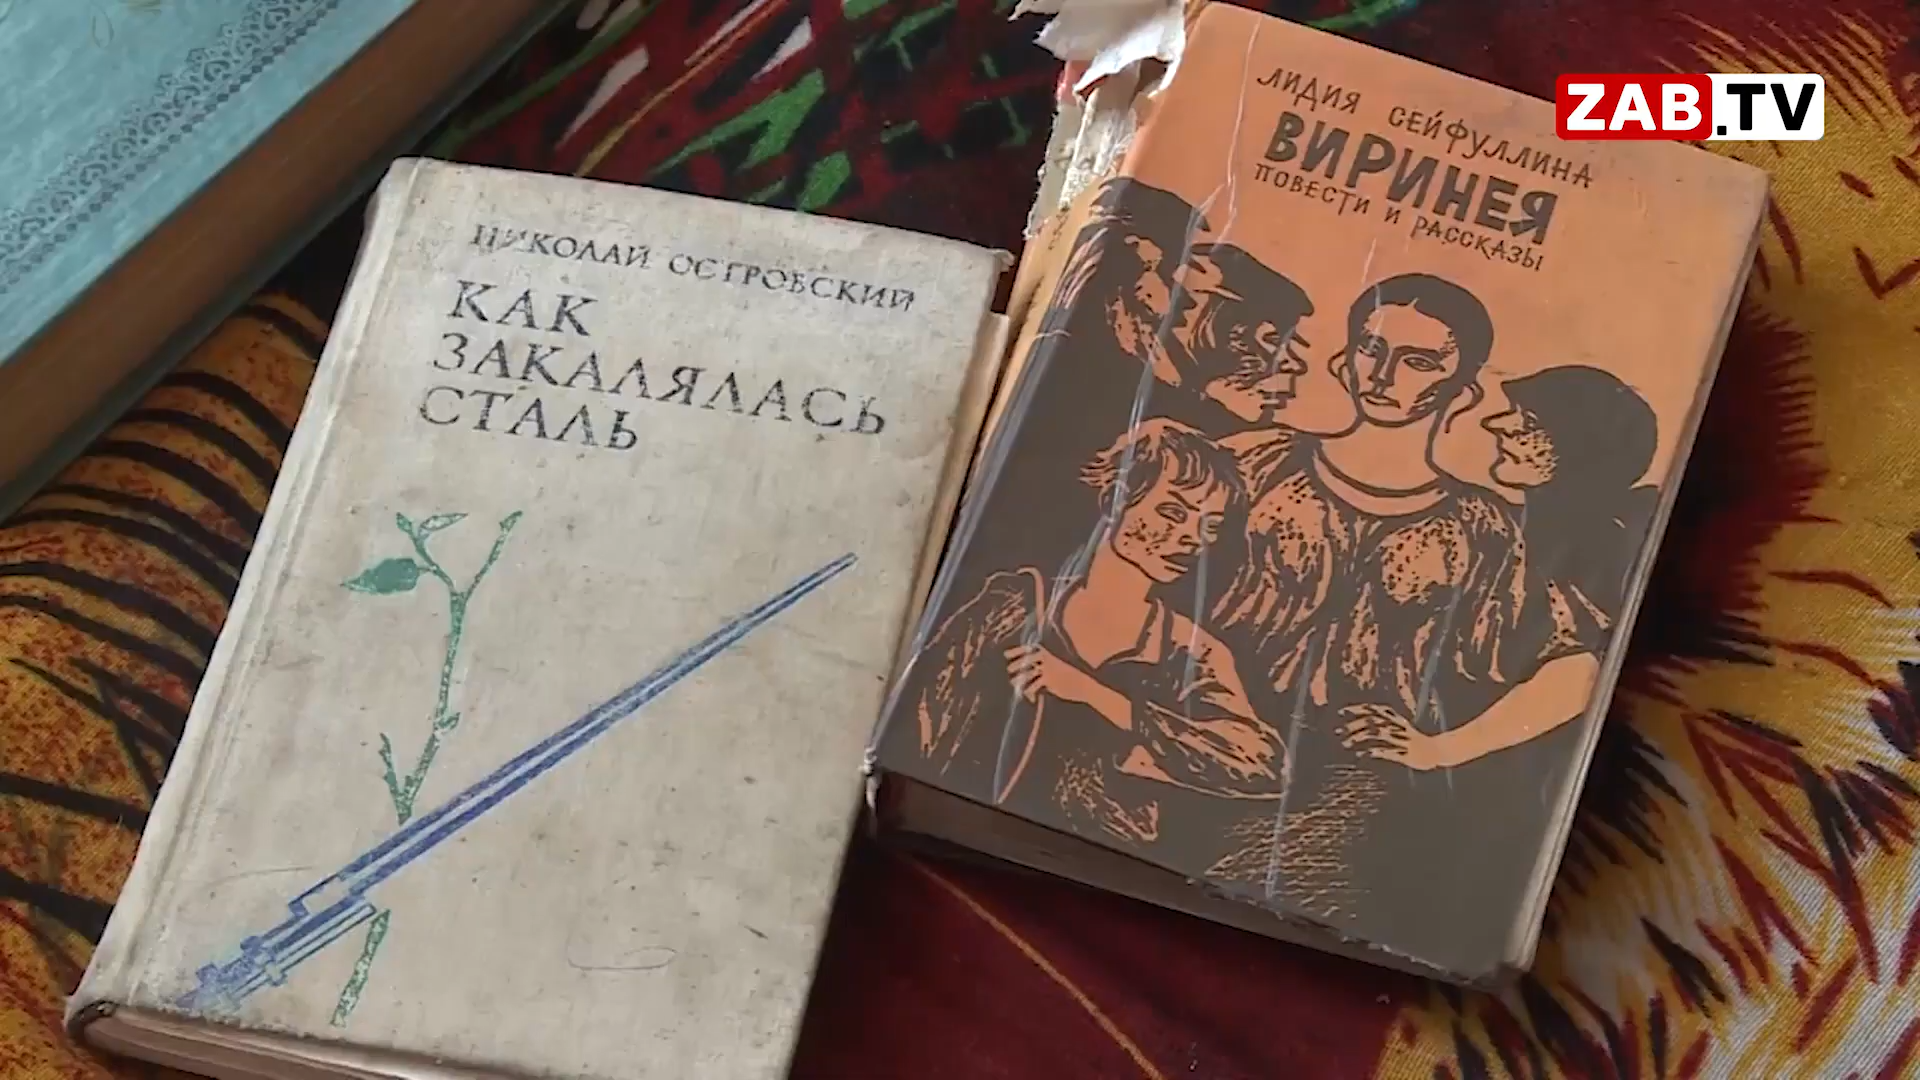 НИКОЛАЙ ОСТРОВСКИЙ
КАК
ЗАКАЛЯЛАСЬ
СТАЛЬ
ЛИДИЯ СЕЙФУЛЛИНА
ВИРИНЕЯ
ПОВЕСТИ И РАССКАЗЫ
ZAB.TV